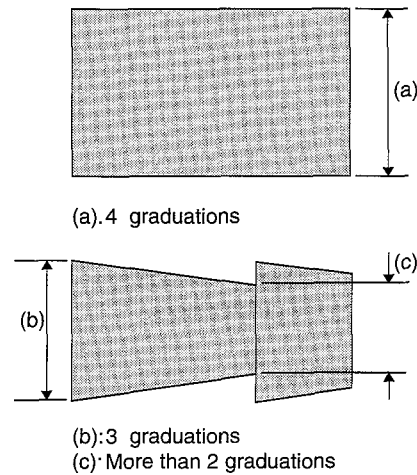 (a)
(a).4 graduations
(b)
(c)
(b):3 graduations
(c)· More than 2 graduations